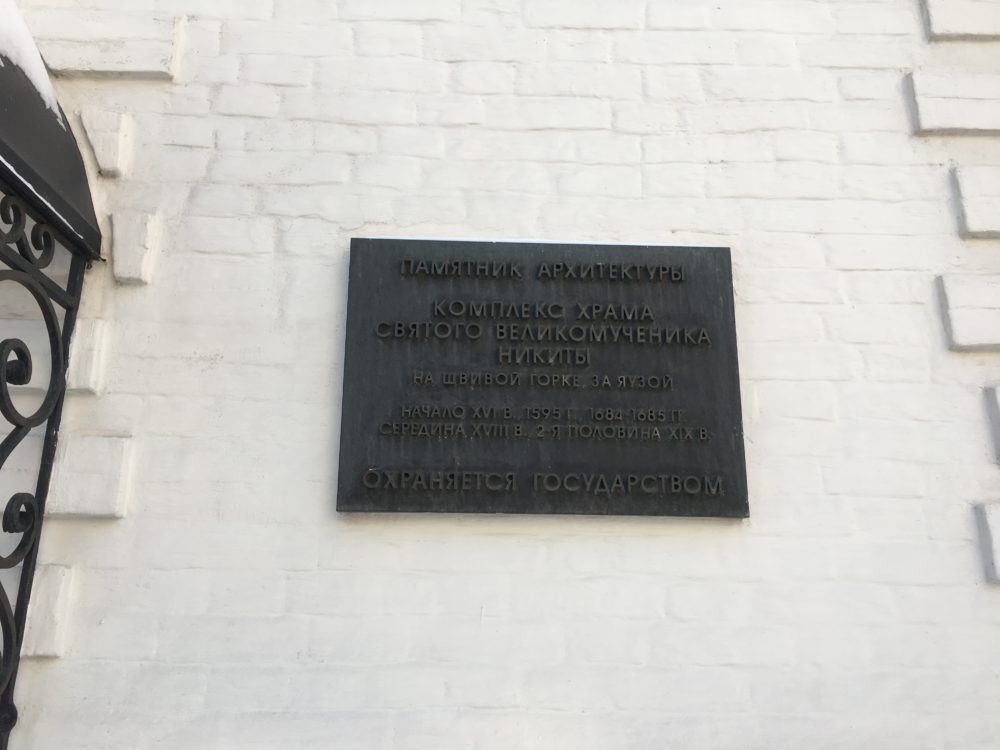 ПАМЯТНИК АРХИТЕКТУРЫ
КОМПЛЕКС ХРАМА
СВЯТОГО ВЕЛИКОМУЧЕНИКА
НИКИТЫ
НА ШВИВОЙ ГОРКЕ, ЗА ЯУЗОЙ
НАЧАЛО XVI В., 1595 Г., 1684-1685 ГГ.
СЕРЕДИНА XVIII В., 2-Я ПОЛОВИНА XIX В.
ОХРАНЯЕТСЯ ГОСУДАРСТВОМ